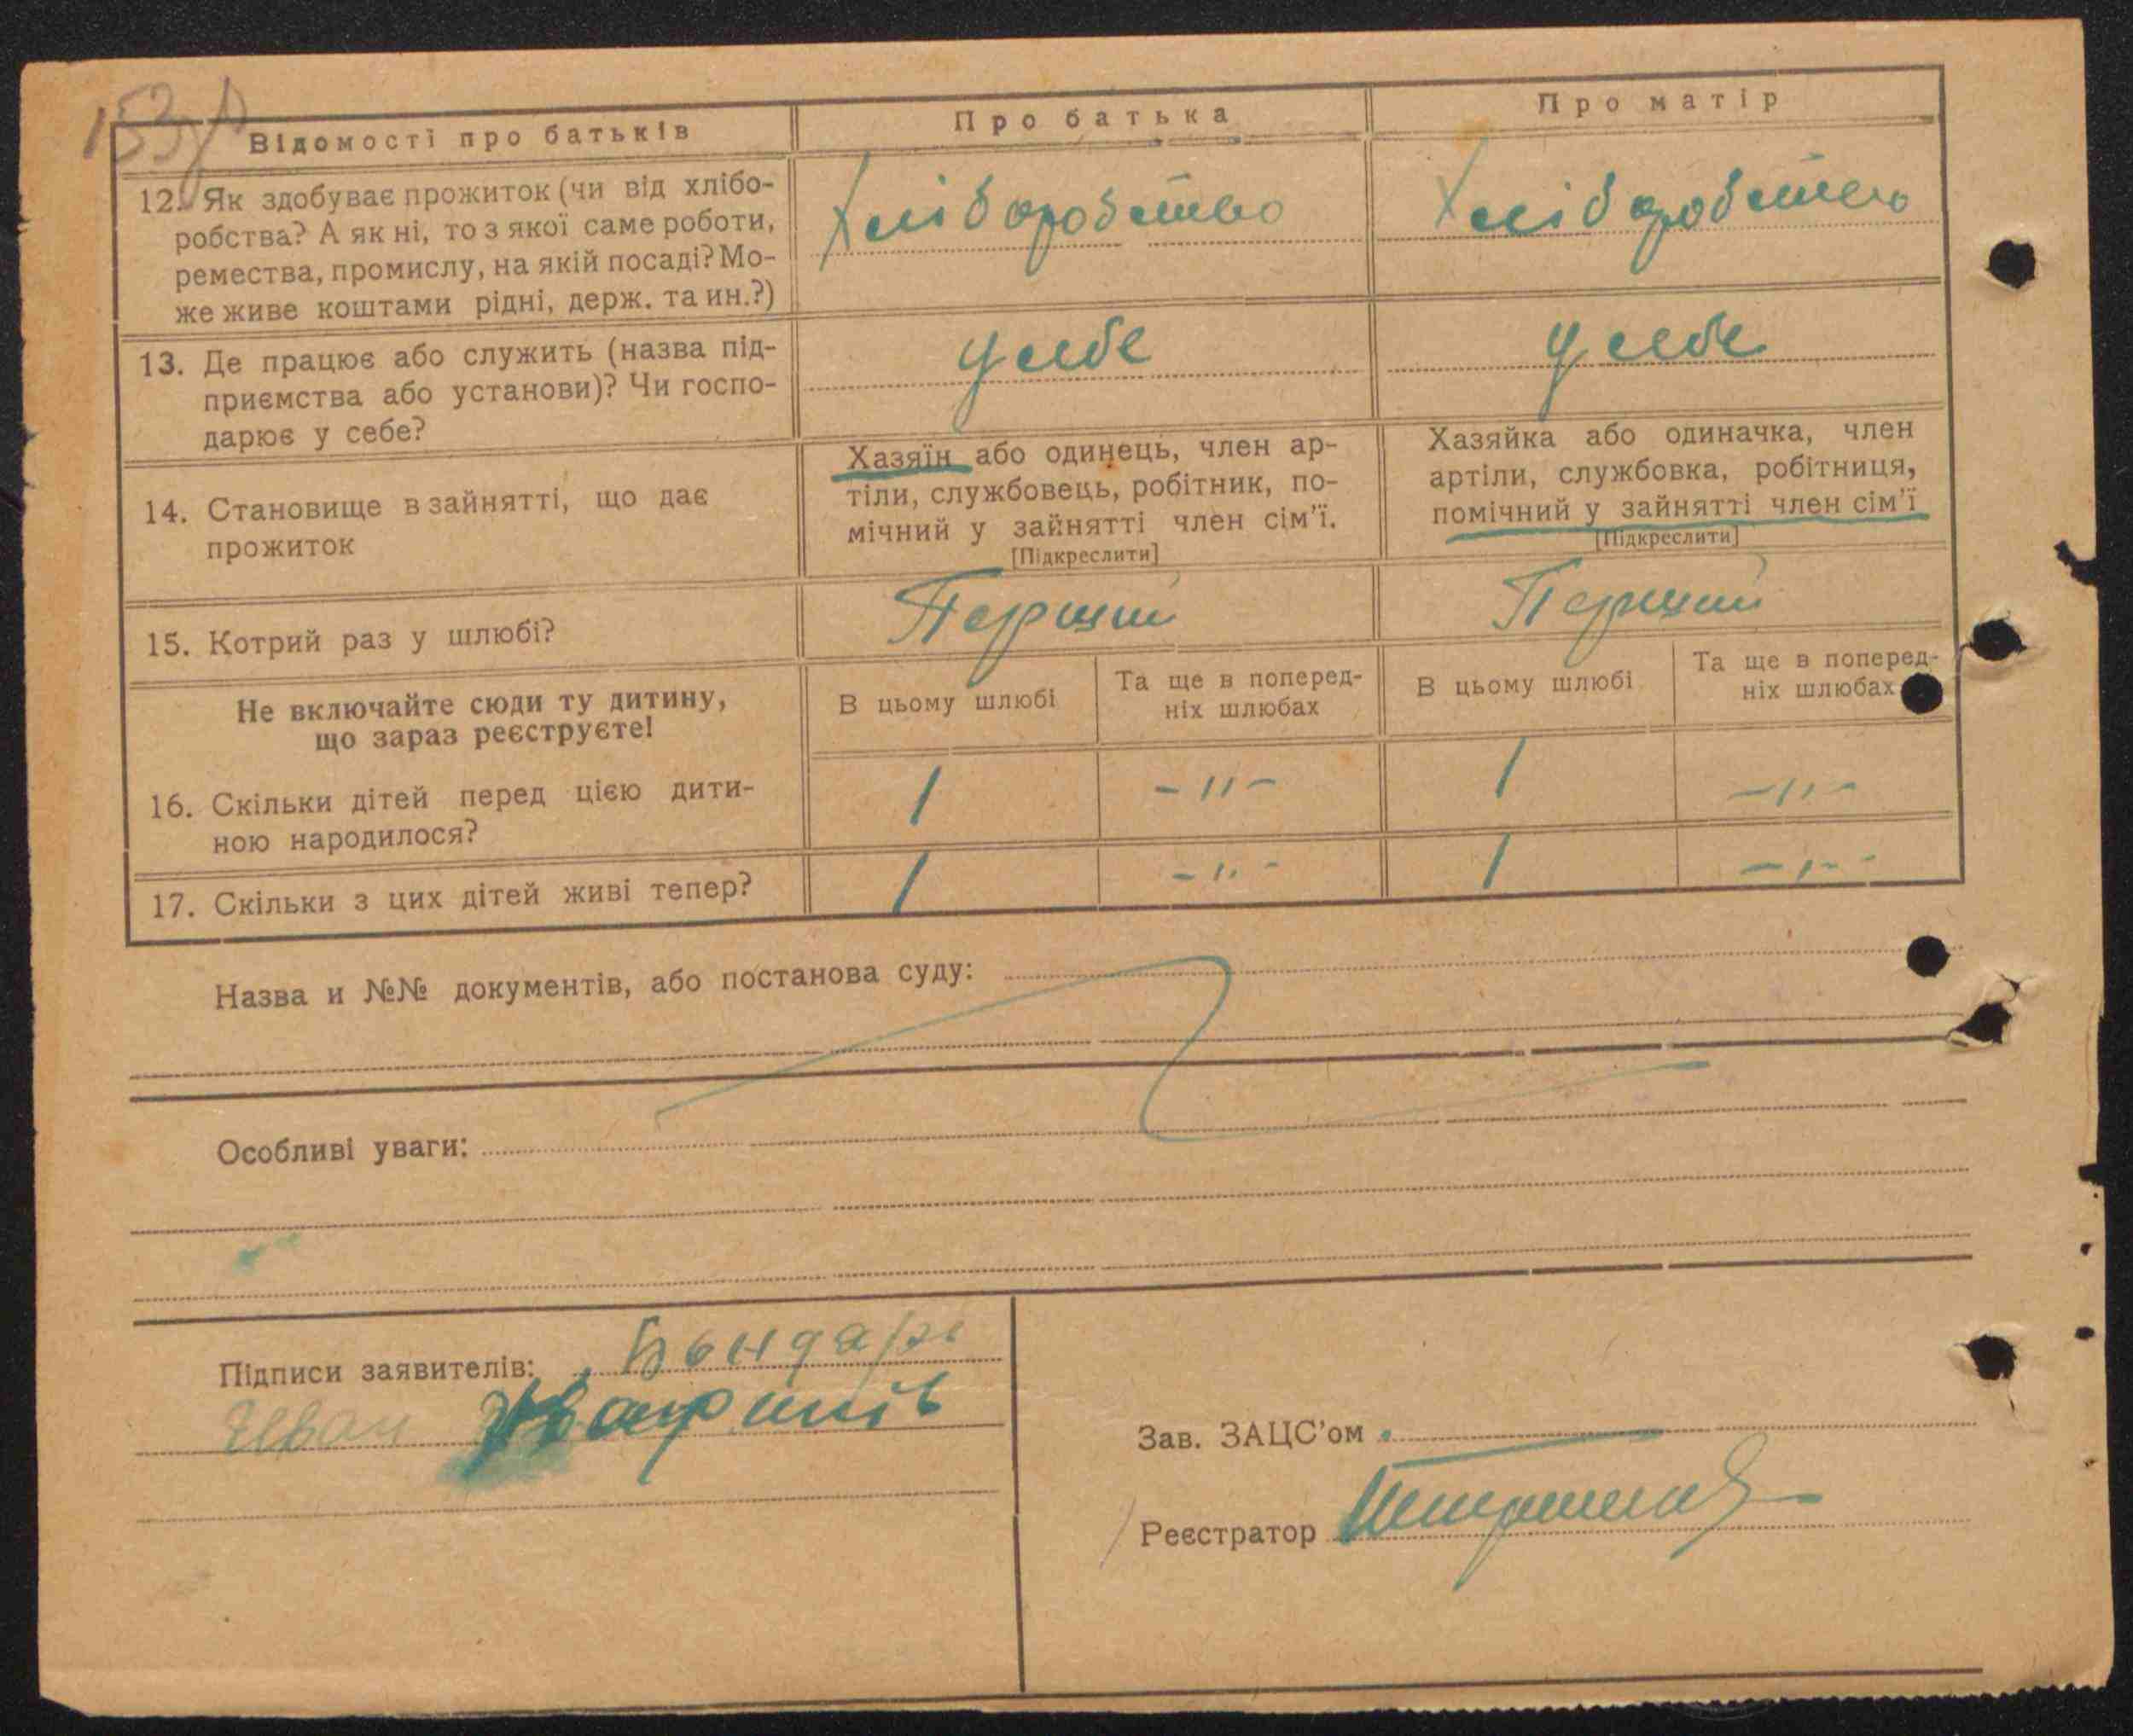 153
Відомості про батьків
Про батька
Про матір
12. Як здобуває прожиток (чи від хлібо-
робства? А як ні, то з якої саме роботи,
ремества, промислу, на якій посаді? Мо-
же живе коштами рідні, держ. та ин.?)
Хліборобство
Хліборобство
13. Де працює або служить (назва під-
приємства або установи)? Чи госпо-
дарює у себе?
У себе
У себе
14. Становище в зайнятті, що дає
прожиток
Хазяїн або одинець, член ар-
тіли, службовець, робітник, по-
мічний у зайнятті член сім'ї.
[Підкреслити]
Хазяйка або одиначка, член
артіли, службовка, робітниця,
помічний у зайнятті член сім'ї
[Підкреслити]
15. Котрий раз у шлюбі?
Перший
Перший
Не включайте сюди ту дитину,
що зараз реєструєте!
В цьому шлюбі
Та ще в поперед-
ніх шлюбах
В цьому шлюбі
Та ще в поперед-
ніх шлюбах
16. Скільки дітей перед цією дити-
ною народилося?
1
-"-
1
-"-
17. Скільки з цих дітей живі тепер?
1
-"-
1
-"-
Назва и №№ документів, або постанова суду:
Особливі уваги:
Підписи заявителів: Бондарь
Иван
Зав. ЗАЦС'ом
Реєстратор